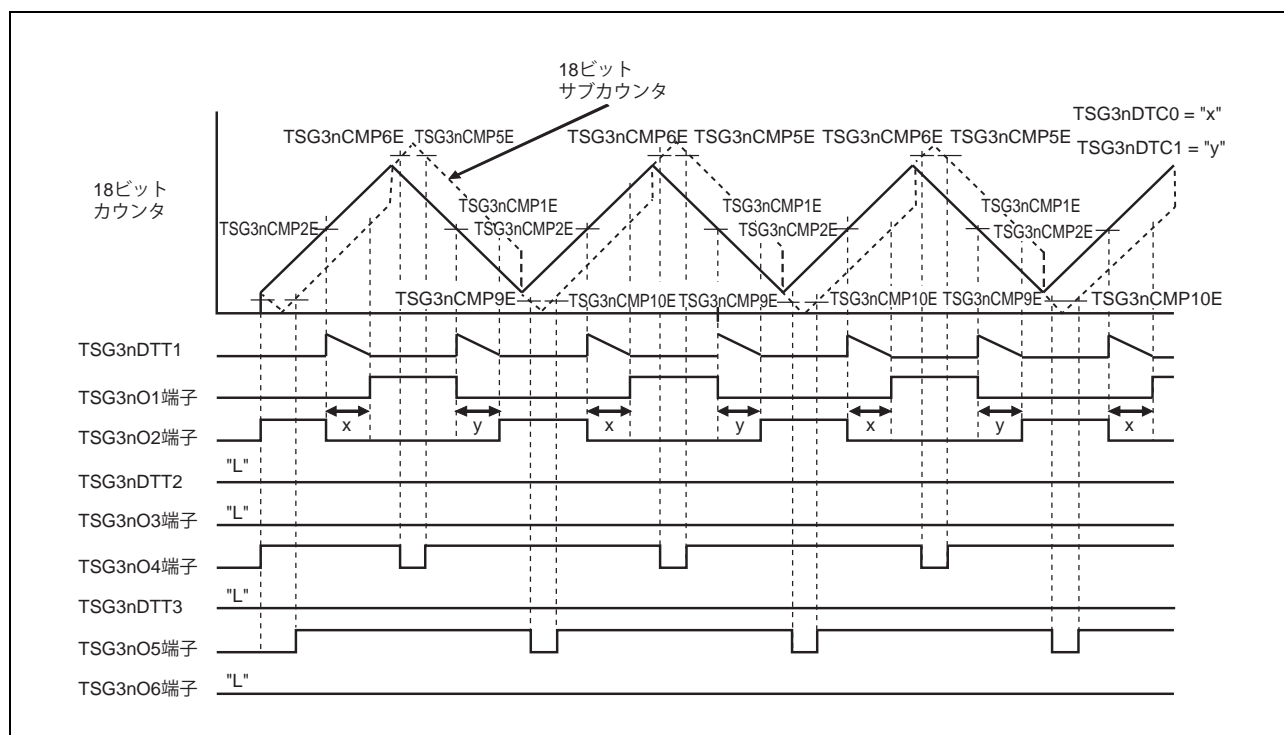 18ビット
サブカウンタ
TSG3nDTC0 = "x"
TSG3nCMP6E TSG3nCMP5E TSG3nCMP6E TSG3nCMP5E TSG3nCMP6E TSG3nCMP5E
TSG3nDTC1 = "y"
18ビット
カウンタ
TSG3nCMP1E TSG3nCMP1E TSG3nCMP1E
TSG3nCMP2E TSG3nCMP2E TSG3nCMP2E TSG3nCMP2E
TSG3nCMP9E TSG3nCMP10E TSG3nCMP9E TSG3nCMP10E TSG3nCMP9E TSG3nCMP10E
TSG3nDTT1
TSG3nO1端子
x y x y x y x
TSG3nO2端子
"L"
TSG3nDTT2
"L"
TSG3nO3端子
TSG3nO4端子
"L"
TSG3nDTT3
TSG3nO5端子
"L"
TSG3nO6端子